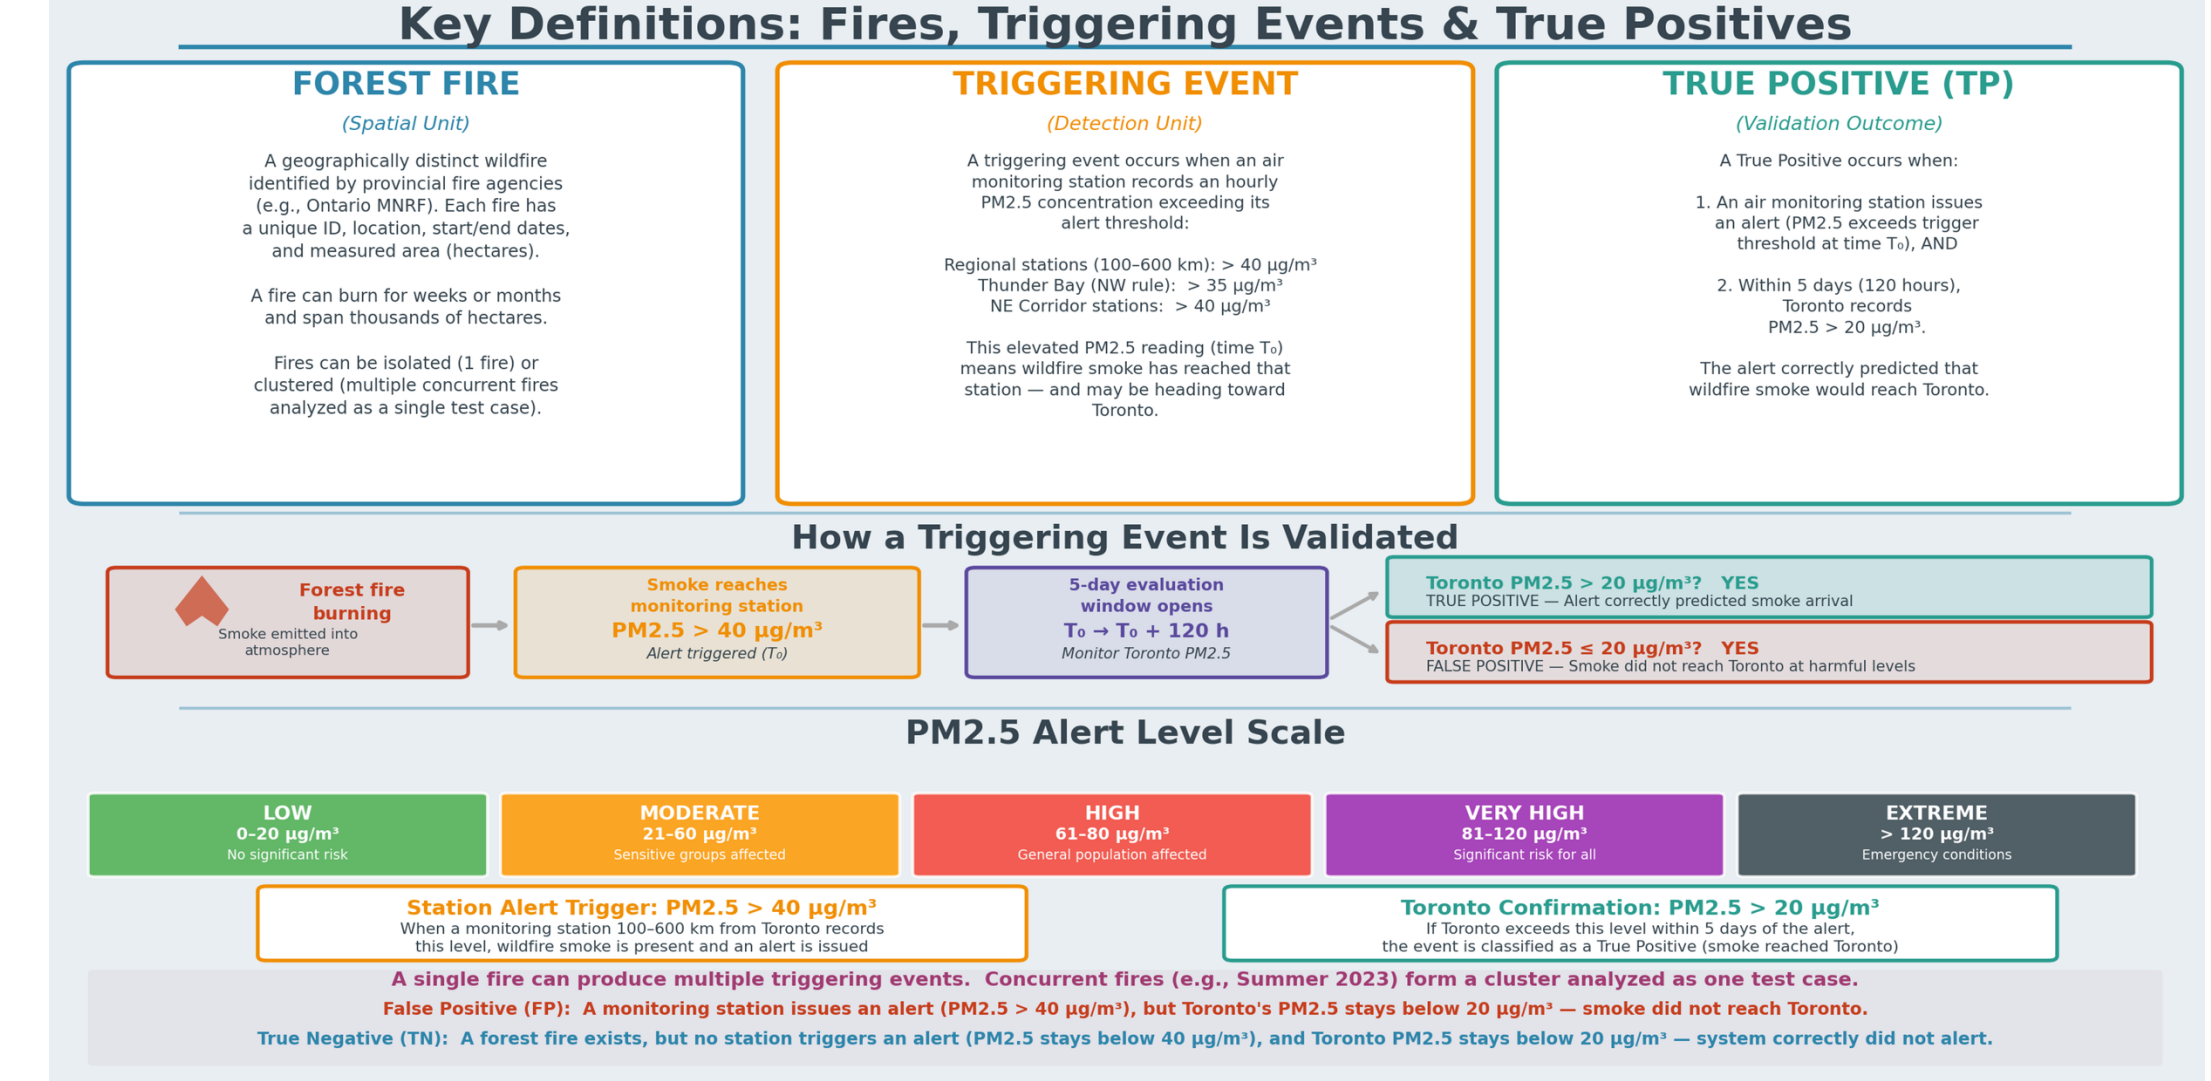 Key Definitions: Fires, Triggering Events & True Positives
FOREST FIRE
(Spatial Unit)
A geographically distinct wildfire
identified by provincial fire agencies
(e.g., Ontario MNRF). Each fire has
a unique ID, location, start/end dates,
and measured area (hectares).
A fire can burn for weeks or months
and span thousands of hectares.
Fires can be isolated (1 fire) or
clustered (multiple concurrent fires
analyzed as a single test case).
TRIGGERING EVENT
(Detection Unit)
A triggering event occurs when an air
monitoring station records an hourly
PM2.5 concentration exceeding its
alert threshold:
Regional stations (100–600 km): > 40 µg/m³
Thunder Bay (NW rule):  > 35 µg/m³
NE Corridor stations:  > 40 µg/m³
This elevated PM2.5 reading (time T₀)
means wildfire smoke has reached that
station — and may be heading toward
Toronto.
TRUE POSITIVE (TP)
(Validation Outcome)
A True Positive occurs when:
1. An air monitoring station issues
an alert (PM2.5 exceeds trigger
threshold at time T₀), AND
2. Within 5 days (120 hours),
Toronto records
PM2.5 > 20 µg/m³.
The alert correctly predicted that
wildfire smoke would reach Toronto.
How a Triggering Event Is Validated
Forest fire
burning
Smoke emitted into
atmosphere
Smoke reaches
monitoring station
PM2.5 > 40 µg/m³
Alert triggered (T₀)
5-day evaluation
window opens
T₀ → T₀ + 120 h
Monitor Toronto PM2.5
Toronto PM2.5 > 20 µg/m³?   YES
TRUE POSITIVE — Alert correctly predicted smoke arrival
Toronto PM2.5 ≤ 20 µg/m³?   YES
FALSE POSITIVE — Smoke did not reach Toronto at harmful levels
PM2.5 Alert Level Scale
LOW
0–20 µg/m³
No significant risk
MODERATE
21–60 µg/m³
Sensitive groups affected
HIGH
61–80 µg/m³
General population affected
VERY HIGH
81–120 µg/m³
Significant risk for all
EXTREME
> 120 µg/m³
Emergency conditions
Station Alert Trigger: PM2.5 > 40 µg/m³
When a monitoring station 100–600 km from Toronto records
this level, wildfire smoke is present and an alert is issued
Toronto Confirmation: PM2.5 > 20 µg/m³
If Toronto exceeds this level within 5 days of the alert,
the event is classified as a True Positive (smoke reached Toronto)
A single fire can produce multiple triggering events.  Concurrent fires (e.g., Summer 2023) form a cluster analyzed as one test case.
False Positive (FP):  A monitoring station issues an alert (PM2.5 > 40 µg/m³), but Toronto's PM2.5 stays below 20 µg/m³ — smoke did not reach Toronto.
True Negative (TN):  A forest fire exists, but no station triggers an alert (PM2.5 stays below 40 µg/m³), and Toronto PM2.5 stays below 20 µg/m³ — system correctly did not alert.